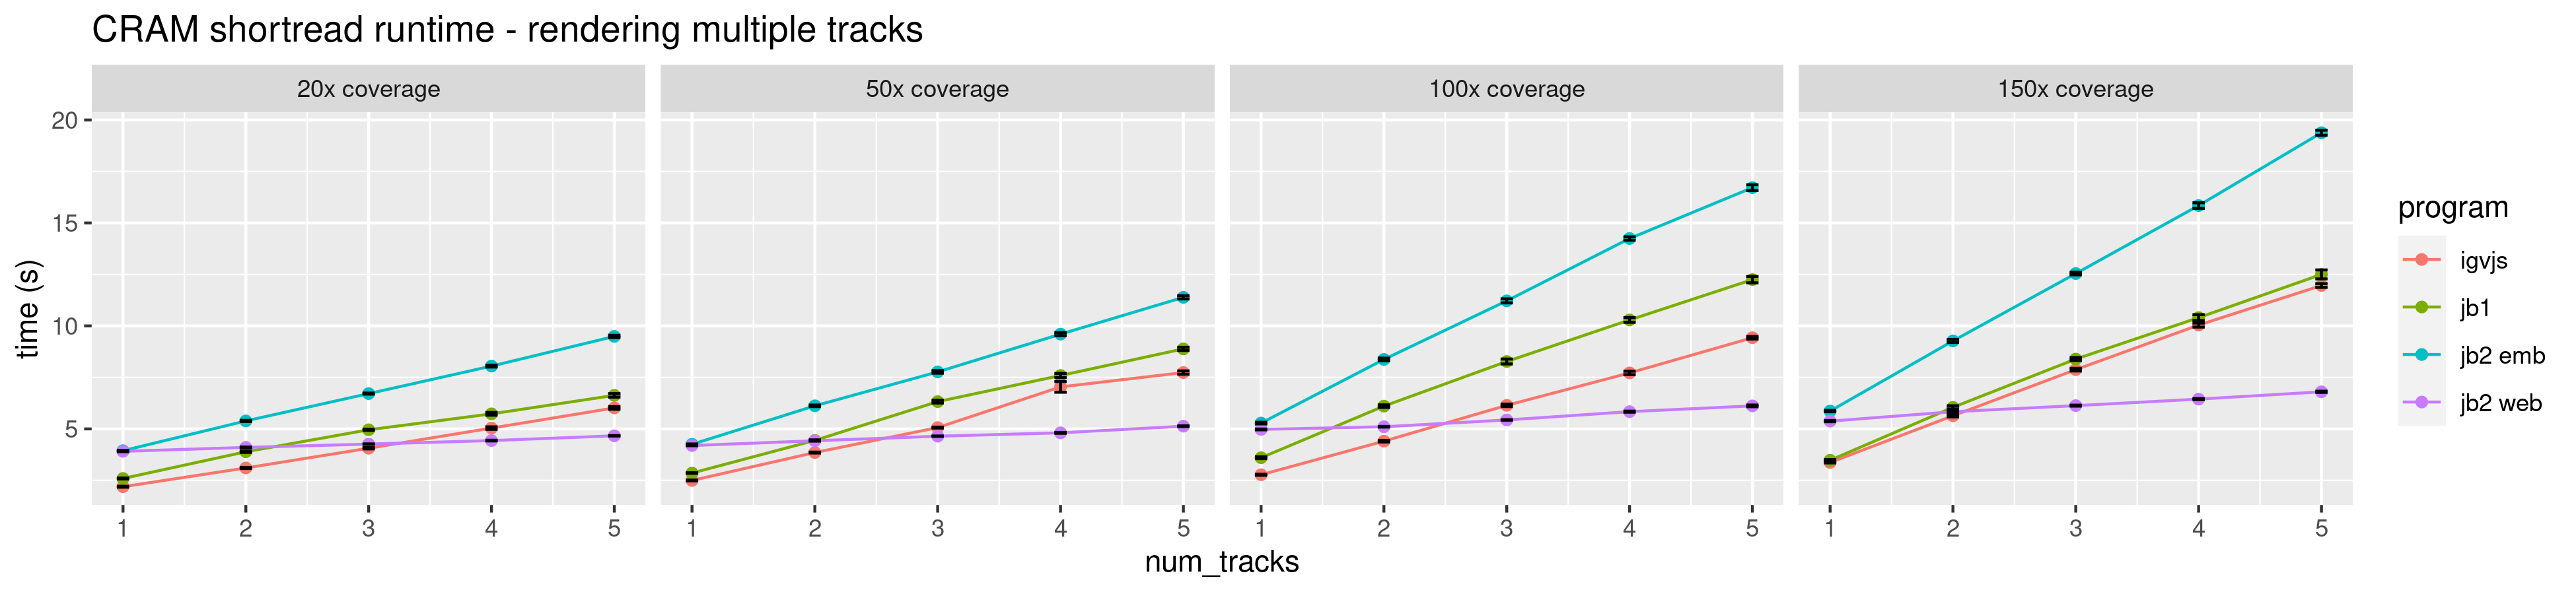 CRAM shortread runtime - rendering multiple tracks
20x coverage 50x coverage 100x coverage 150x coverage
20
15
10
5
time (s)
1 2 3 4 5 1 2 3 4 5 1 2 3 4 5 1 2 3 4 5
num_tracks
program
igvjs
jb1
jb2 emb
jb2 web